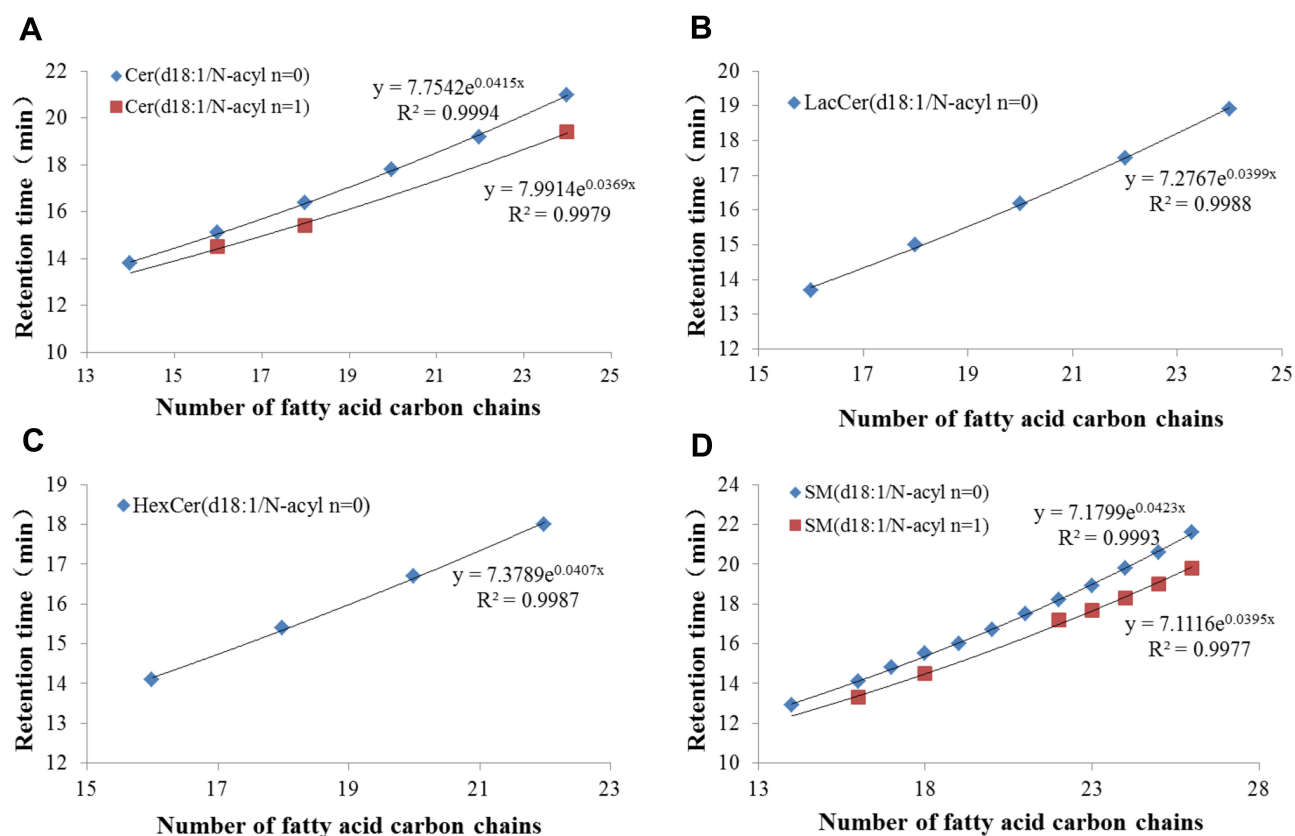 A
Cer(d18:1/N-acyl n=0)
Cer(d18:1/N-acyl n=1)
y = 7.7542e^0.0415x
R² = 0.9994
y = 7.9914e^0.0369x
R² = 0.9979
Retention time（min）
22
20
18
16
14
12
10
13 15 17 19 21 23 25
Number of fatty acid carbon chains
B
LacCer(d18:1/N-acyl n=0)
y = 7.2767e^0.0399x
R² = 0.9988
Retention time（min）
20
19
18
17
16
15
14
13
12
15 17 19 21 23 25
Number of fatty acid carbon chains
C
HexCer(d18:1/N-acyl n=0)
y = 7.3789e^0.0407x
R² = 0.9987
Retention time（min）
19
18
17
16
15
14
13
12
15 17 19 21 23
Number of fatty acid carbon chains
D
SM(d18:1/N-acyl n=0)
SM(d18:1/N-acyl n=1)
y = 7.1799e^0.0423x
R² = 0.9993
y = 7.1116e^0.0395x
R² = 0.9977
Retention time（min）
24
22
20
18
16
14
12
10
13 18 23 28
Number of fatty acid carbon chains